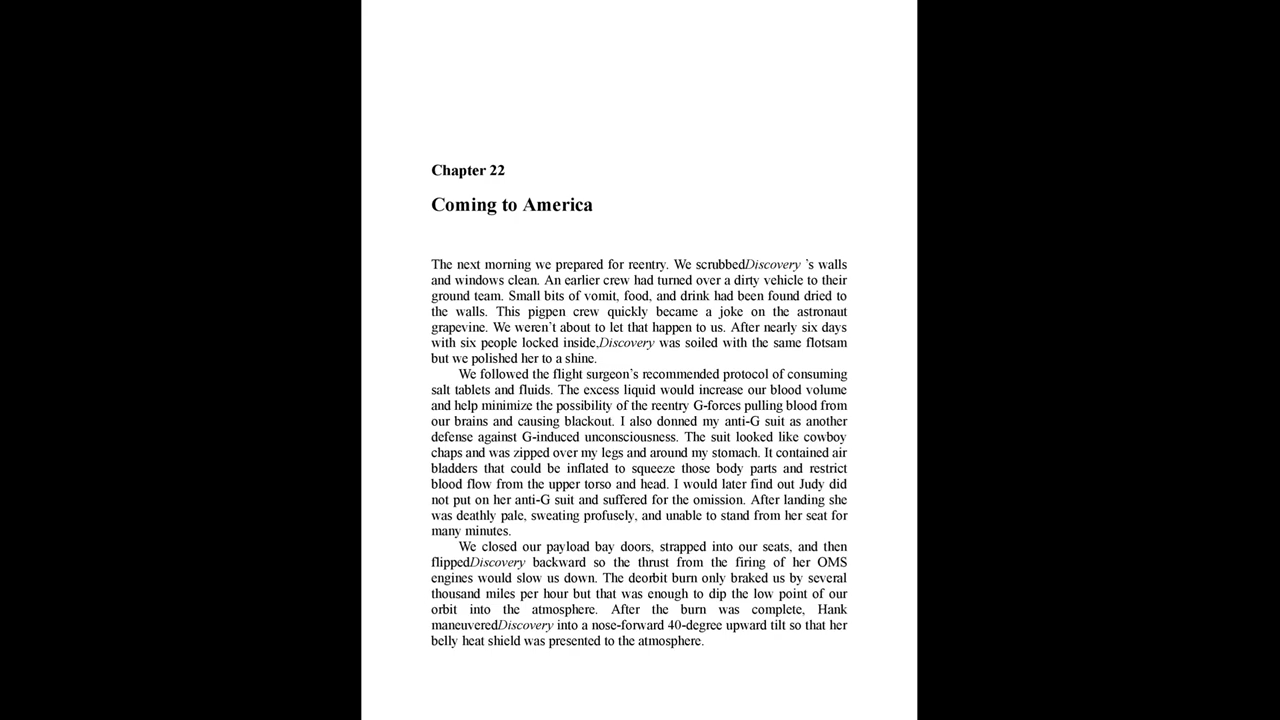 Chapter 22
Coming to America
The next morning we prepared for reentry. We scrubbedDiscovery 's walls
and windows clean. An earlier crew had turned over a dirty vehicle to their
ground team. Small bits of vomit, food, and drink had been found dried to
the walls. This pigpen crew quickly became a joke on the astronaut
grapevine. We weren't about to let that happen to us. After nearly six days
with six people locked inside,Discovery was soiled with the same flotsam
but we polished her to a shine.
We followed the flight surgeon's recommended protocol of consuming
salt tablets and fluids. The excess liquid would increase our blood volume
and help minimize the possibility of the reentry G-forces pulling blood from
our brains and causing blackout. I also donned my anti-G suit as another
defense against G-induced unconsciousness. The suit looked like cowboy
chaps and was zipped over my legs and around my stomach. It contained air
bladders that could be inflated to squeeze those body parts and restrict
blood flow from the upper torso and head. I would later find out Judy did
not put on her anti-G suit and suffered for the omission. After landing she
was deathly pale, sweating profusely, and unable to stand from her seat for
many minutes.
We closed our payload bay doors, strapped into our seats, and then
flippedDiscovery backward so the thrust from the firing of her OMS
engines would slow us down. The deorbit burn only braked us by several
thousand miles per hour but that was enough to dip the low point of our
orbit into the atmosphere. After the burn was complete, Hank
maneuveredDiscovery into a nose-forward 40-degree upward tilt so that her
belly heat shield was presented to the atmosphere.